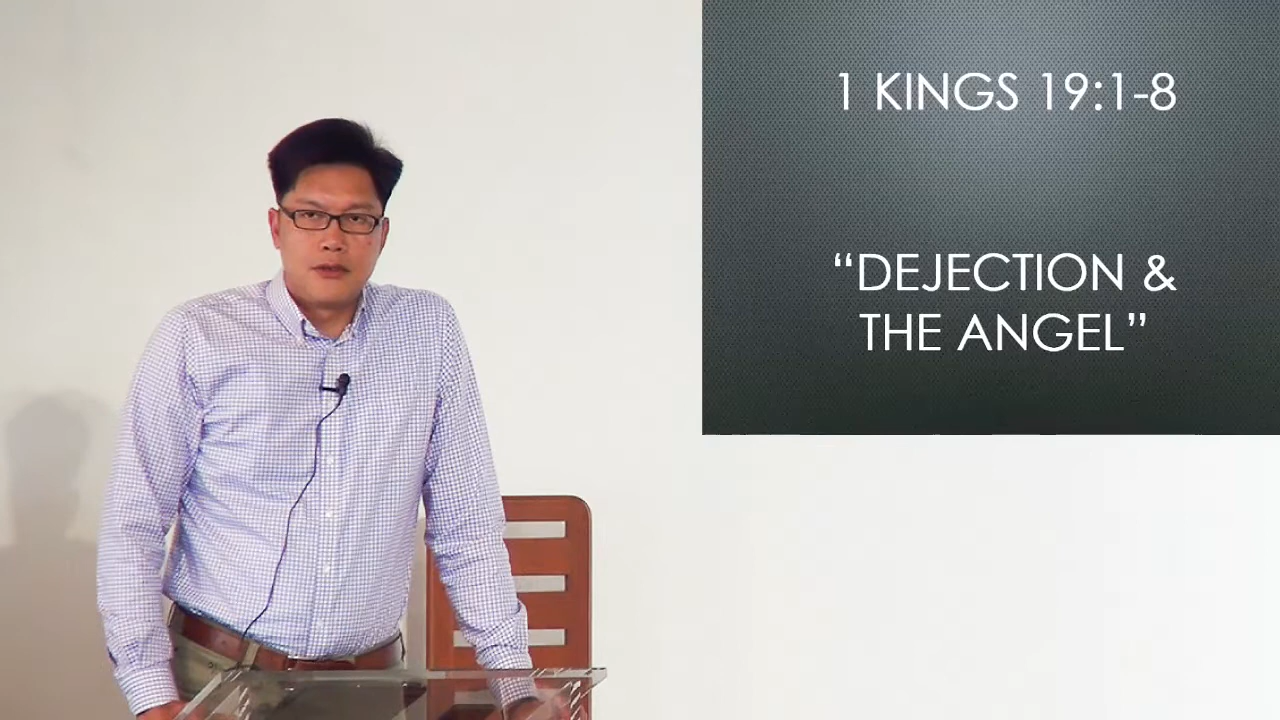 1 KINGS 19:1-8
“DEJECTION &
THE ANGEL”